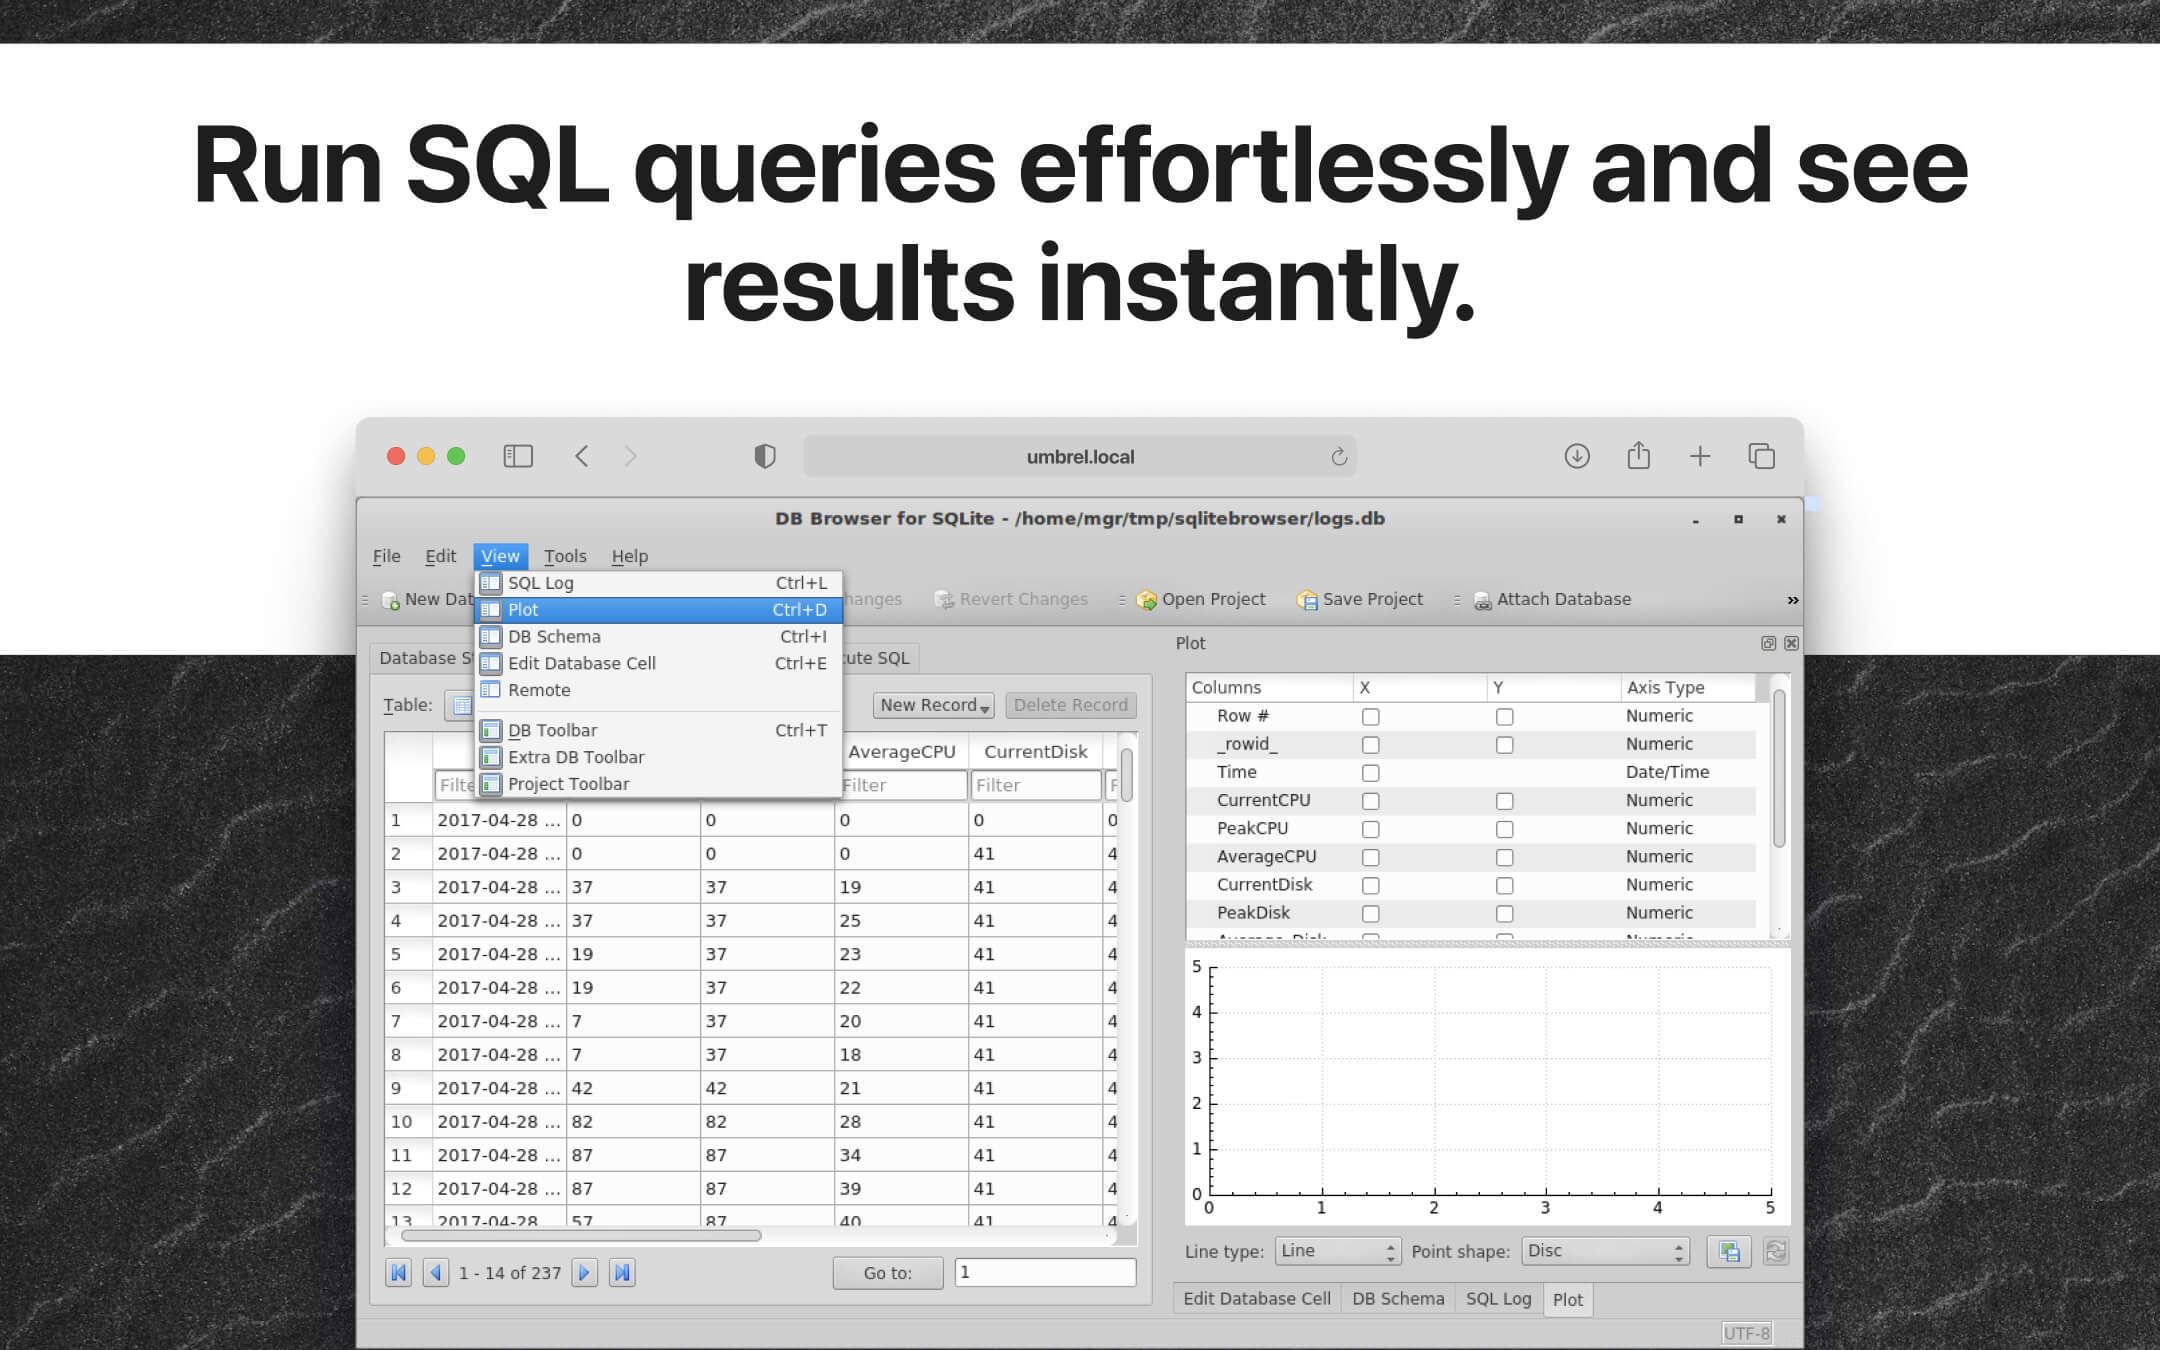 Run SQL queries effortlessly and see
results instantly.
umbrel.local
DB Browser for SQLite - /home/mgr/tmp/sqlitebrowser/logs.db
File Edit View Tools Help
New Dat hanges Revert Changes Open Project Save Project Attach Database »
SQL Log Ctrl+L
Plot Ctrl+D
DB Schema Ctrl+I
Edit Database Cell Ctrl+E
Remote
DB Toolbar Ctrl+T
Extra DB Toolbar
Project Toolbar
Database St cute SQL
Table: New Record Delete Record
AverageCPU CurrentDisk
Filte Filter Filter F
1 2017-04-28 ... 0 0 0 0 0
2 2017-04-28 ... 0 0 0 41 4
3 2017-04-28 ... 37 37 19 41 4
4 2017-04-28 ... 37 37 25 41 4
5 2017-04-28 ... 19 37 23 41 4
6 2017-04-28 ... 19 37 22 41 4
7 2017-04-28 ... 7 37 20 41 4
8 2017-04-28 ... 7 37 18 41 4
9 2017-04-28 ... 42 42 21 41 4
10 2017-04-28 ... 82 82 28 41 4
11 2017-04-28 ... 87 87 34 41 4
12 2017-04-28 ... 87 87 39 41 4
13 2017-04-28 57 87 40 41 4
1 - 14 of 237 Go to: 1
Plot
Columns X Y Axis Type
Row # Numeric
_rowid_ Numeric
Time Date/Time
CurrentCPU Numeric
PeakCPU Numeric
AverageCPU Numeric
CurrentDisk Numeric
PeakDisk Numeric
5
4
3
2
1
0
0 1 2 3 4 5
Line type: Line Point shape: Disc
Edit Database Cell DB Schema SQL Log Plot
UTF-8